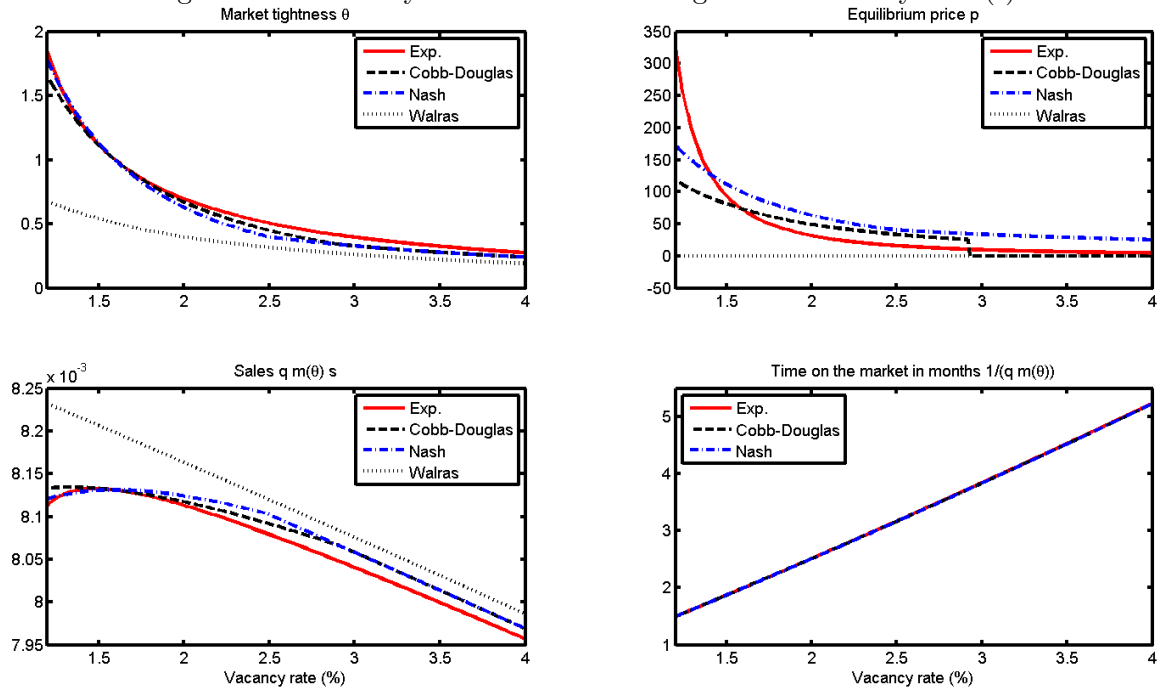 Market tightness θ
2
1.5
1
0.5
0
1.5 2 2.5 3 3.5 4
Exp.
Cobb-Douglas
Nash
Walras
Equilibrium price p
350
300
250
200
150
100
50
0
-50
1.5 2 2.5 3 3.5 4
Exp.
Cobb-Douglas
Nash
Walras
Sales q m(θ) s
x 10⁻³
8.25
8.2
8.15
8.1
8.05
8
7.95
1.5 2 2.5 3 3.5 4
Vacancy rate (%)
Exp.
Cobb-Douglas
Nash
Walras
Time on the market in months 1/(q m(θ))
5
4
3
2
1
1.5 2 2.5 3 3.5 4
Vacancy rate (%)
Exp.
Cobb-Douglas
Nash